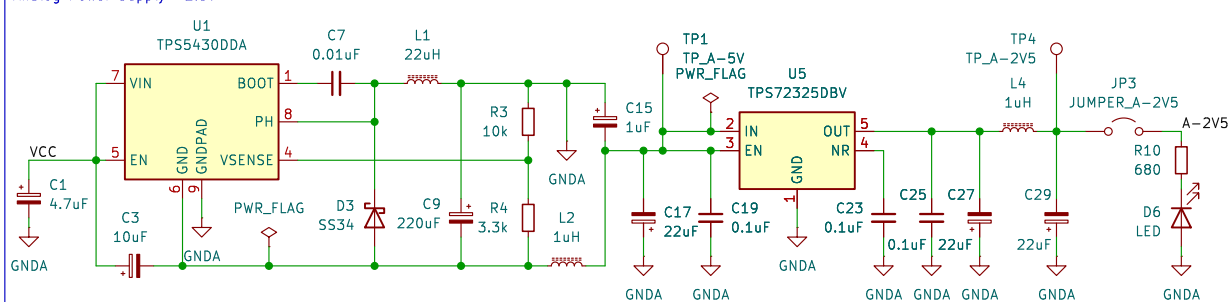 U1
TPS5430DDA
7
VIN
BOOT
1
PH
8
5
EN
GND
GNDPAD
VSENSE
4
6
9
VCC
C1
4.7uF
GNDA
C3
10uF
GNDA
PWR_FLAG
C7
0.01uF
L1
22uH
D3
SS34
C9
220uF
R3
10k
R4
3.3k
GNDA
L2
1uH
C15
1uF
TP1
TP_A-5V
PWR_FLAG
C17
22uF
GNDA
C19
0.1uF
GNDA
U5
TPS72325DBV
2
IN
OUT
5
3
EN
NR
4
GND
1
GNDA
C23
0.1uF
GNDA
C25
0.1uF
GNDA
C27
22uF
GNDA
L4
1uH
TP4
TP_A-2V5
C29
22uF
GNDA
JP3
JUMPER_A-2V5
A-2V5
R10
680
D6
LED
GNDA